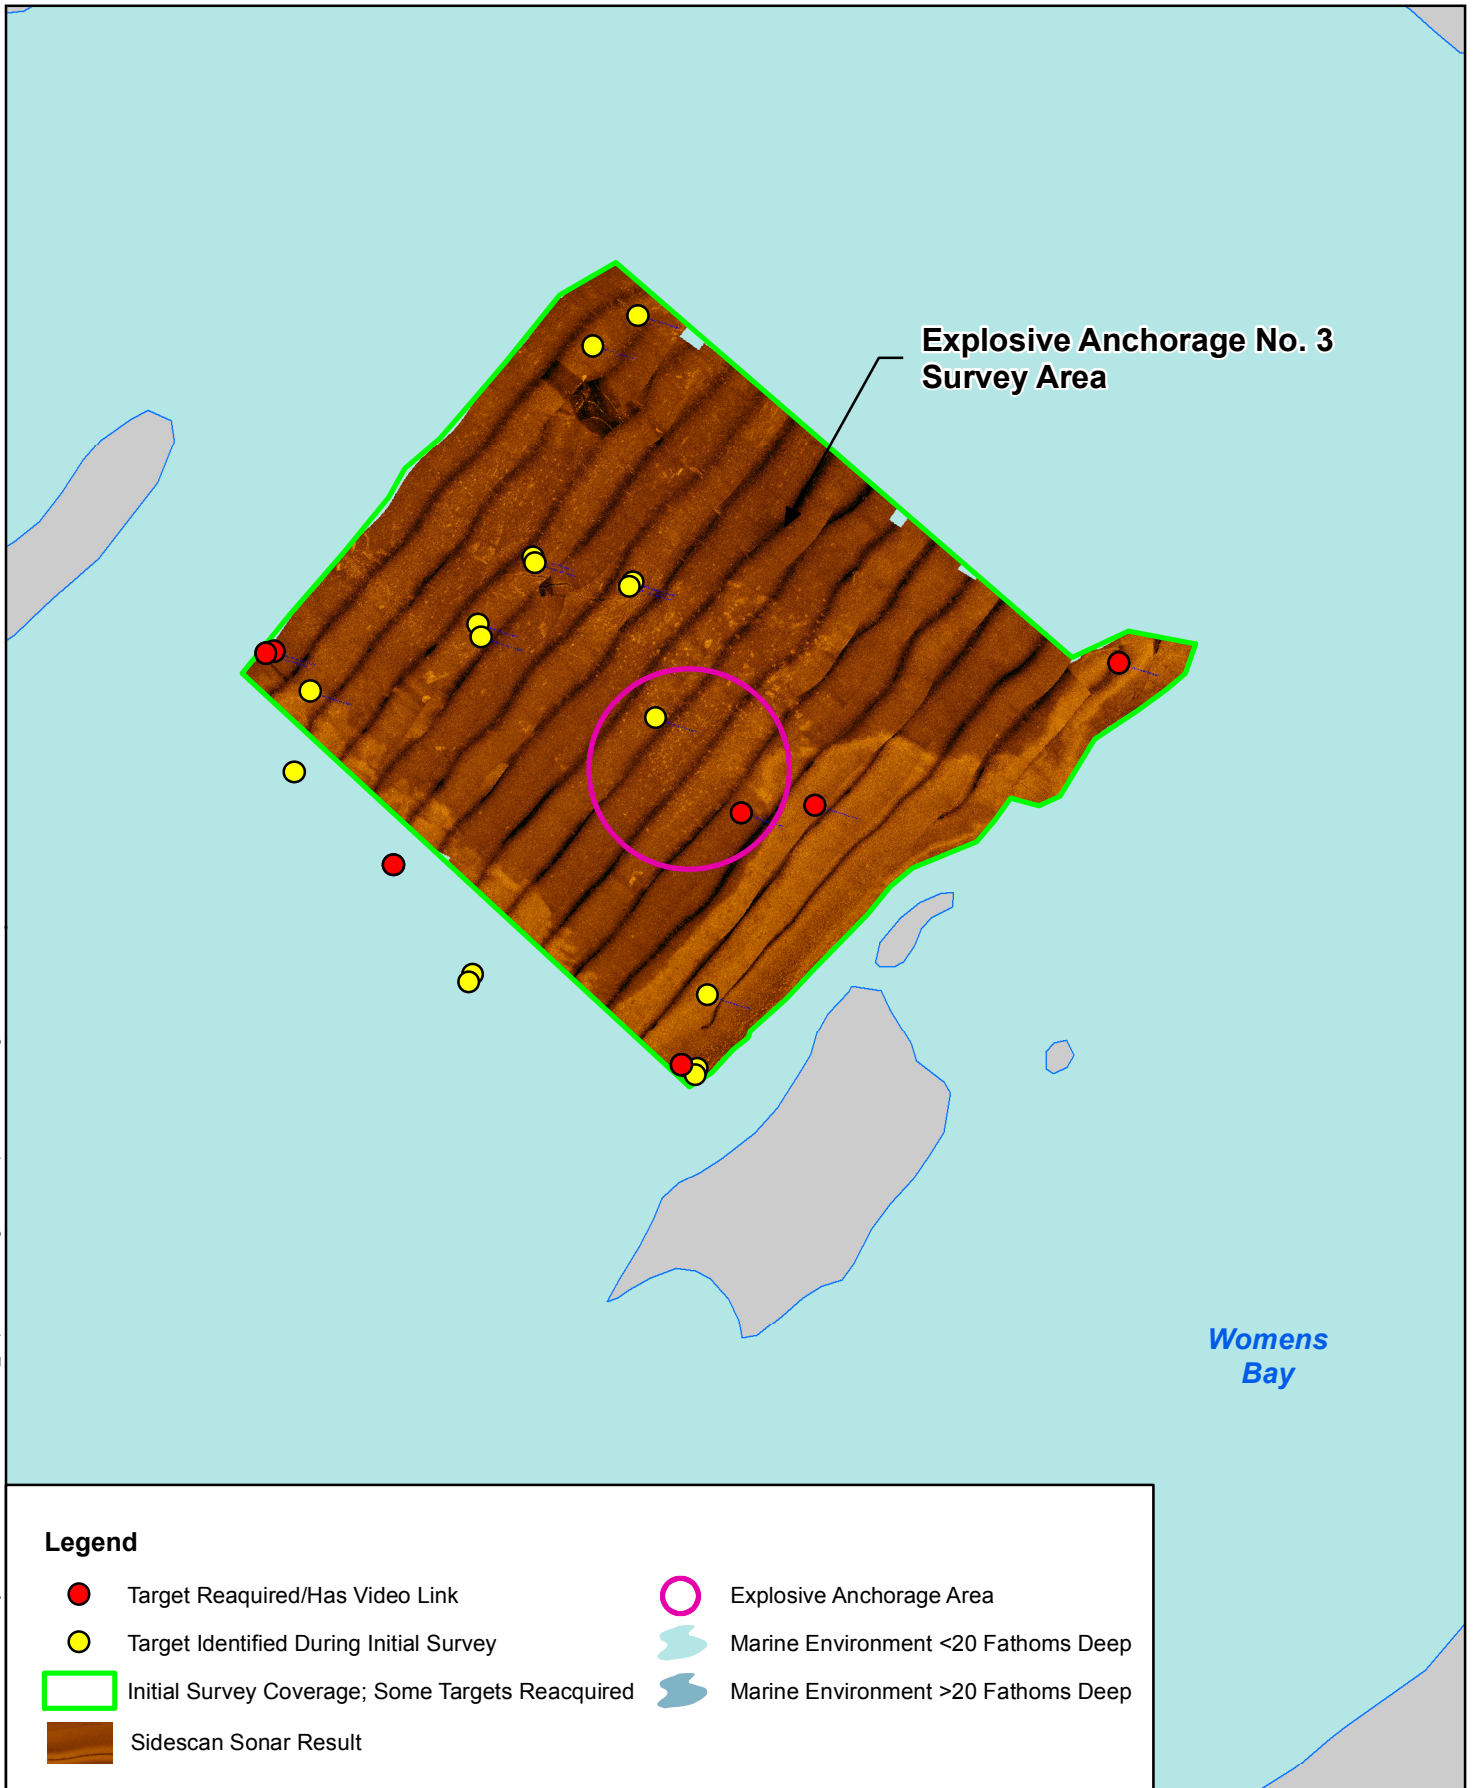 Explosive Anchorage No. 3
Survey Area
Womens
Bay
Legend
Target Reaquired/Has Video Link
Target Identified During Initial Survey
Initial Survey Coverage; Some Targets Reacquired
Sidescan Sonar Result
Explosive Anchorage Area
Marine Environment <20 Fathoms Deep
Marine Environment >20 Fathoms Deep